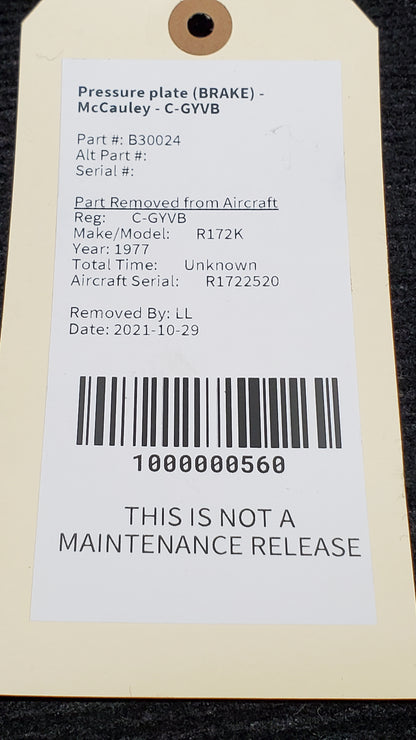 Pressure plate (BRAKE) -
McCauley - C-GYVB
Part #: B30024
Alt Part #:
Serial #:
Part Removed from Aircraft
Reg: C-GYVB
Make/Model: R172K
Year: 1977
Total Time: Unknown
Aircraft Serial: R1722520
Removed By: LL
Date: 2021-10-29
1000000560
THIS IS NOT A
MAINTENANCE RELEASE